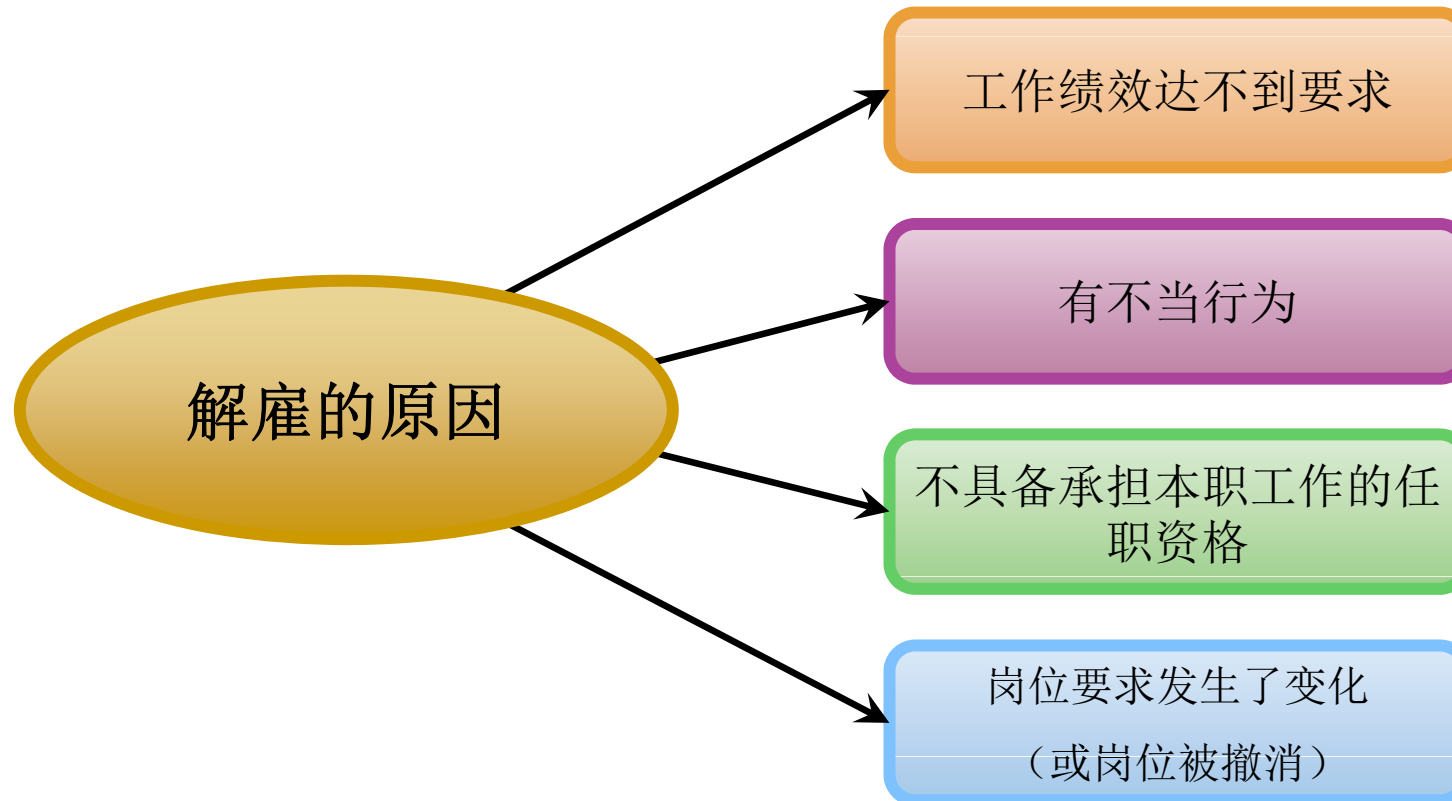 工作绩效达不到要求
有不当行为
解雇的原因
不具备承担本职工作的任
职资格
岗位要求发生了变化
（或岗位被撤消）